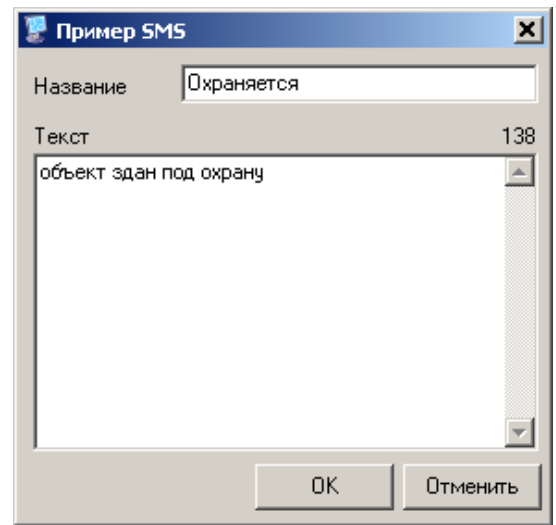 Пример SMS
Название Охраняется
Текст 138
объект здан под охрану
OK Отменить